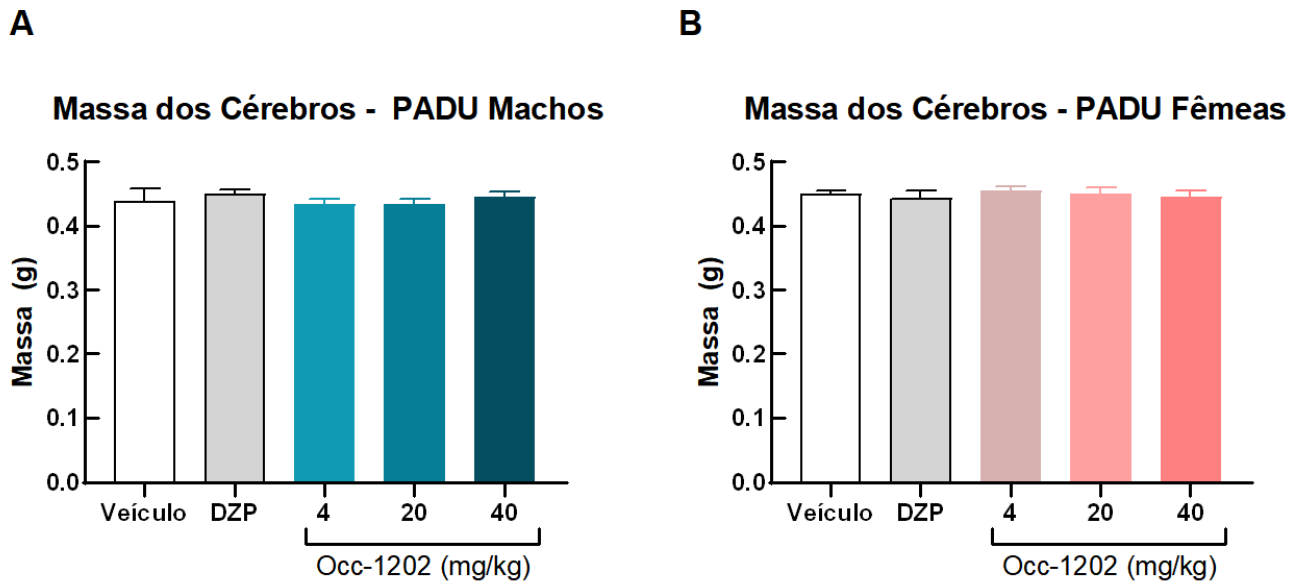 A
Massa dos Cérebros - PADU Machos
Massa (g)
0.5
0.4
0.3
0.2
0.1
0.0
Veículo DZP 4 20 40
Occ-1202 (mg/kg)
B
Massa dos Cérebros - PADU Fêmeas
Massa (g)
0.5
0.4
0.3
0.2
0.1
0.0
Veículo DZP 4 20 40
Occ-1202 (mg/kg)